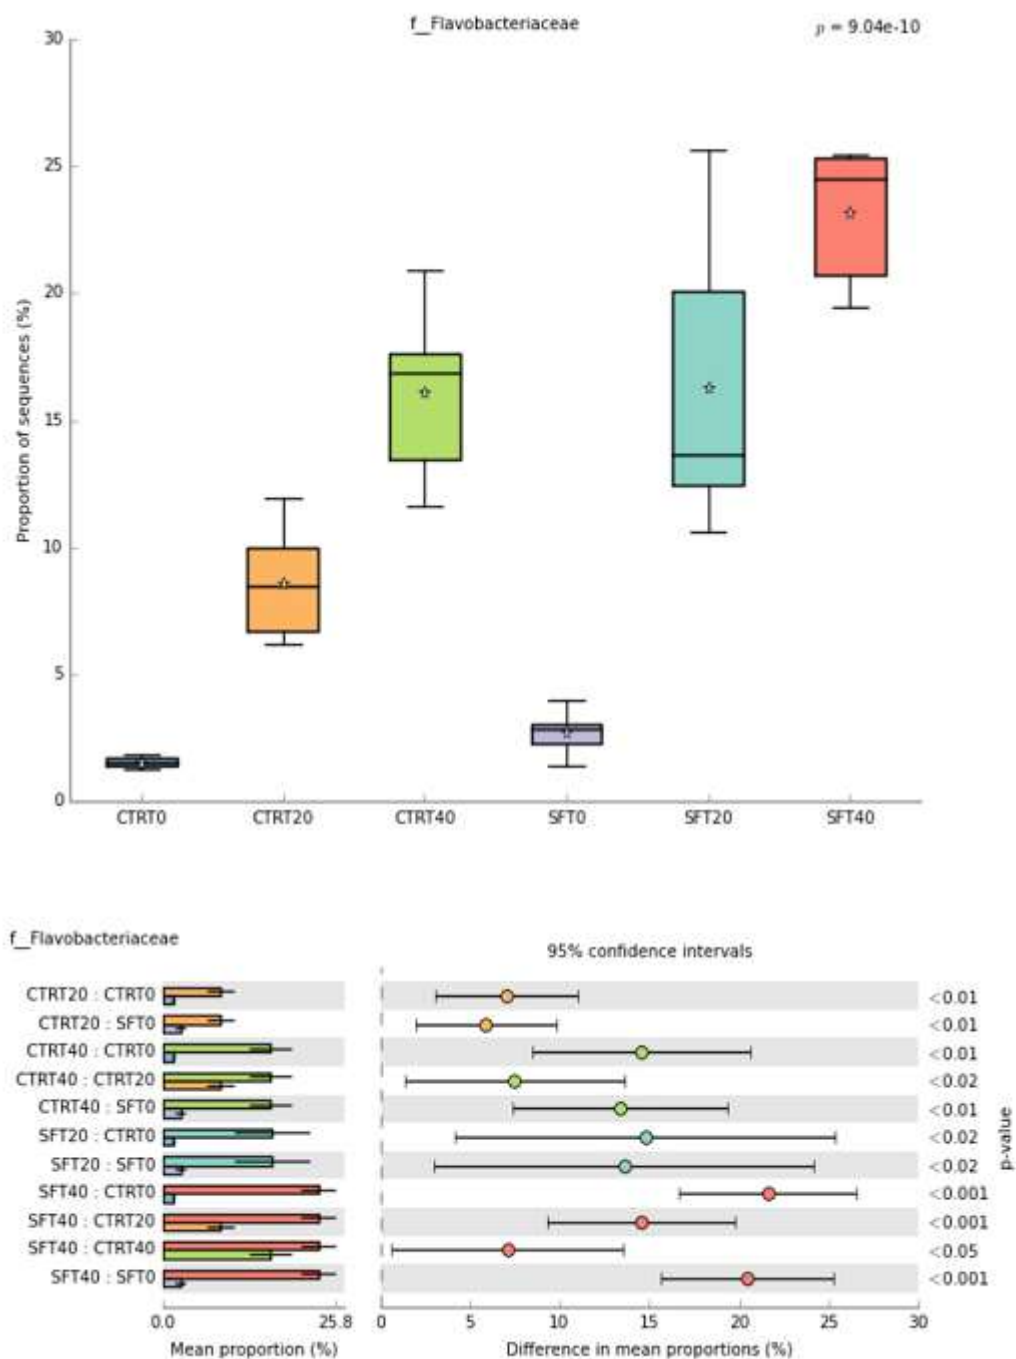 f__Flavobacteriaceae
p = 9.04e-10
30
25
20
15
10
5
0
Proportion of sequences (%)
CTRT0 CTRT20 CTRT40 SFT0 SFT20 SFT40
f__Flavobacteriaceae
95% confidence intervals
CTRT20 : CTRT0 <0.01
CTRT20 : SFT0 <0.01
CTRT40 : CTRT0 <0.01
CTRT40 : CTRT20 <0.02
CTRT40 : SFT0 <0.01
SFT20 : CTRT0 <0.02
SFT20 : SFT0 <0.02
SFT40 : CTRT0 <0.001
SFT40 : CTRT20 <0.001
SFT40 : CTRT40 <0.05
SFT40 : SFT0 <0.001
p-value
0.0 25.8 0 5 10 15 20 25 30
Mean proportion (%) Difference in mean proportions (%)